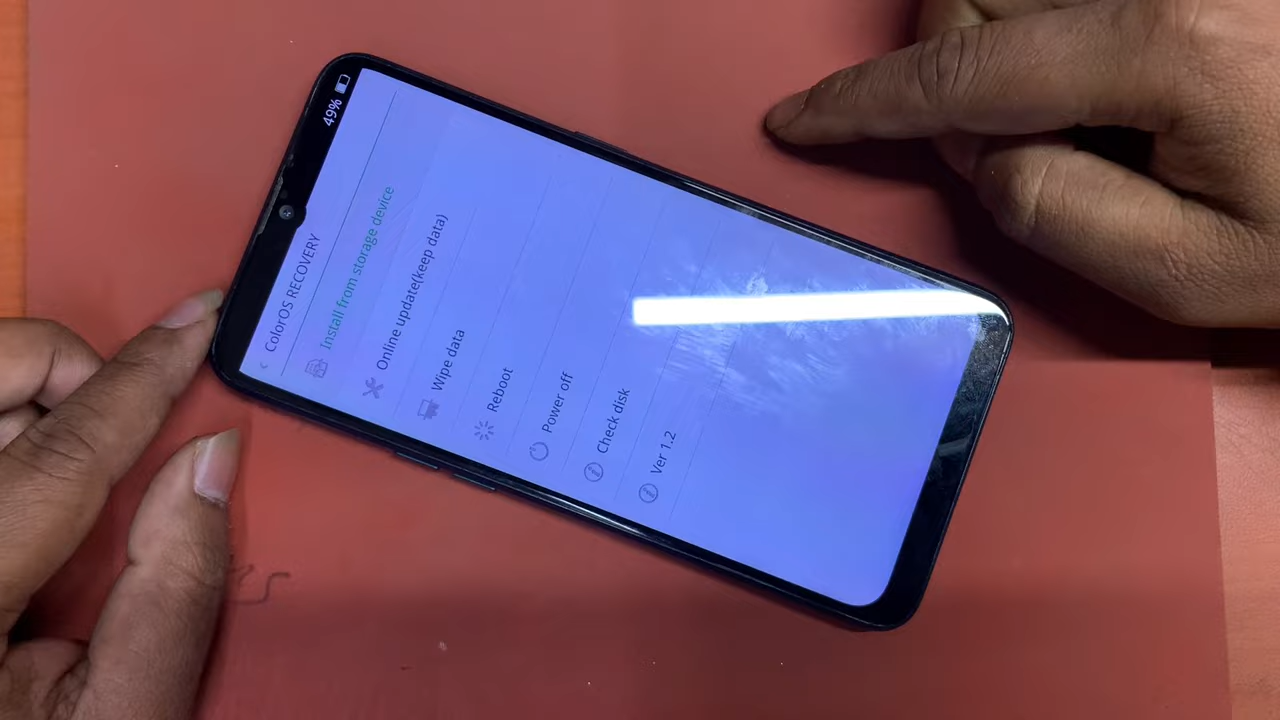 49%
ColorOS RECOVERY
Install from storage device
Online update(keep data)
Wipe data
Reboot
Power off
Check disk
Ver 1.2